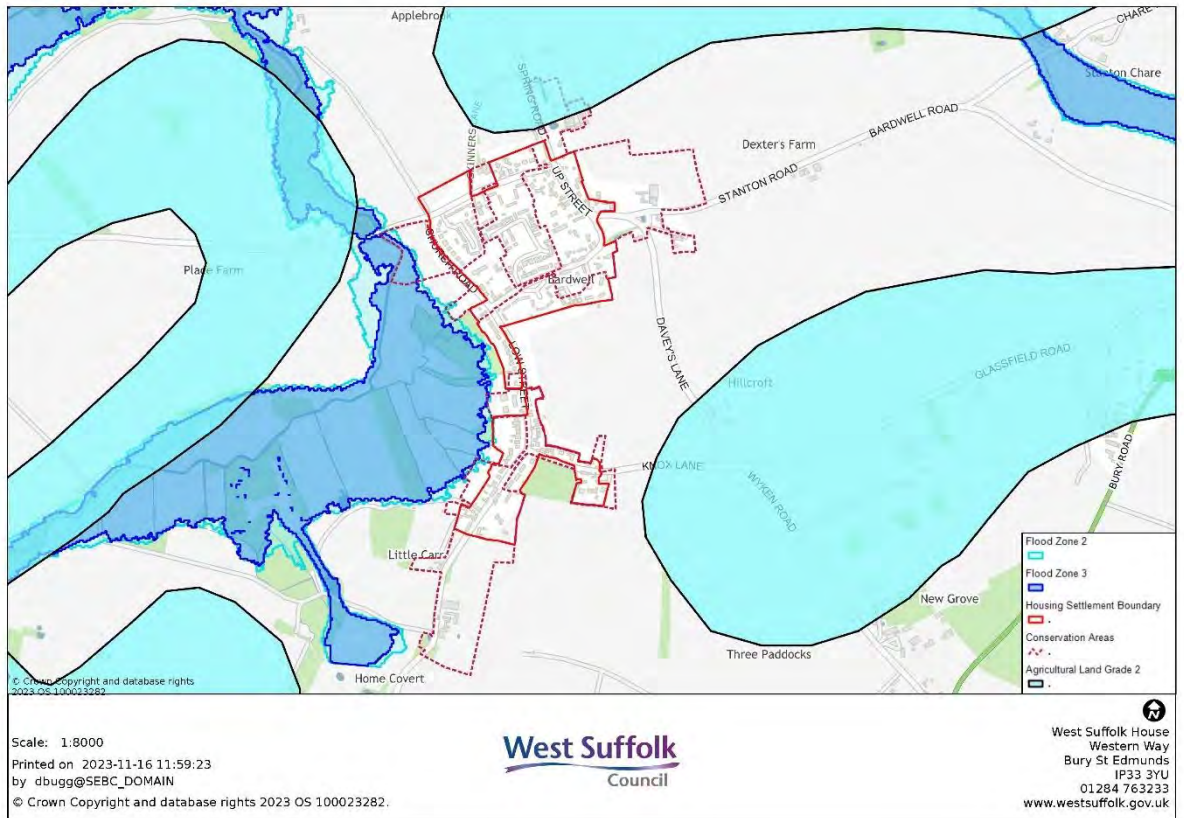 Applebrook
CHARE
Stanton Chare
SPRING ROAD
SKINNERS LANE
BARDWELL ROAD
Dexter's Farm
STANTON ROAD
UP STREET
CHURCH ROAD
Place Farm
Bardwell
DAVEY'S LANE
LOW STREET
GLASSFIELD ROAD
Hillcroft
BURY ROAD
KNOX LANE
WYKEN ROAD
Little Carr
New Grove
Three Paddocks
Home Covert
Flood Zone 2
Flood Zone 3
Housing Settlement Boundary
.
Conservation Areas
.
Agricultural Land Grade 2
.
© Crown Copyright and database rights
2023 OS 100023282
Scale: 1:8000
Printed on 2023-11-16 11:59:23
by dbugg@SEBC_DOMAIN
© Crown Copyright and database rights 2023 OS 100023282.
West Suffolk
Council
N
West Suffolk House
Western Way
Bury St Edmunds
IP33 3YU
01284 763233
www.westsuffolk.gov.uk